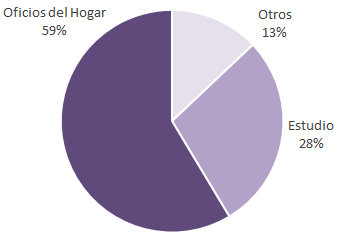 Oficios del Hogar
59%
Otros
13%
Estudio
28%